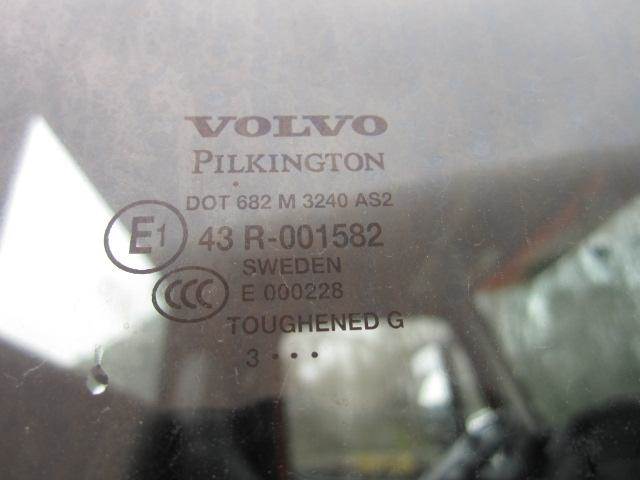 VOLVO
PILKINGTON
DOT 682 M 3240 AS2
E1 43 R-001582
SWEDEN
CCC E 000228
TOUGHENED G
3 •••